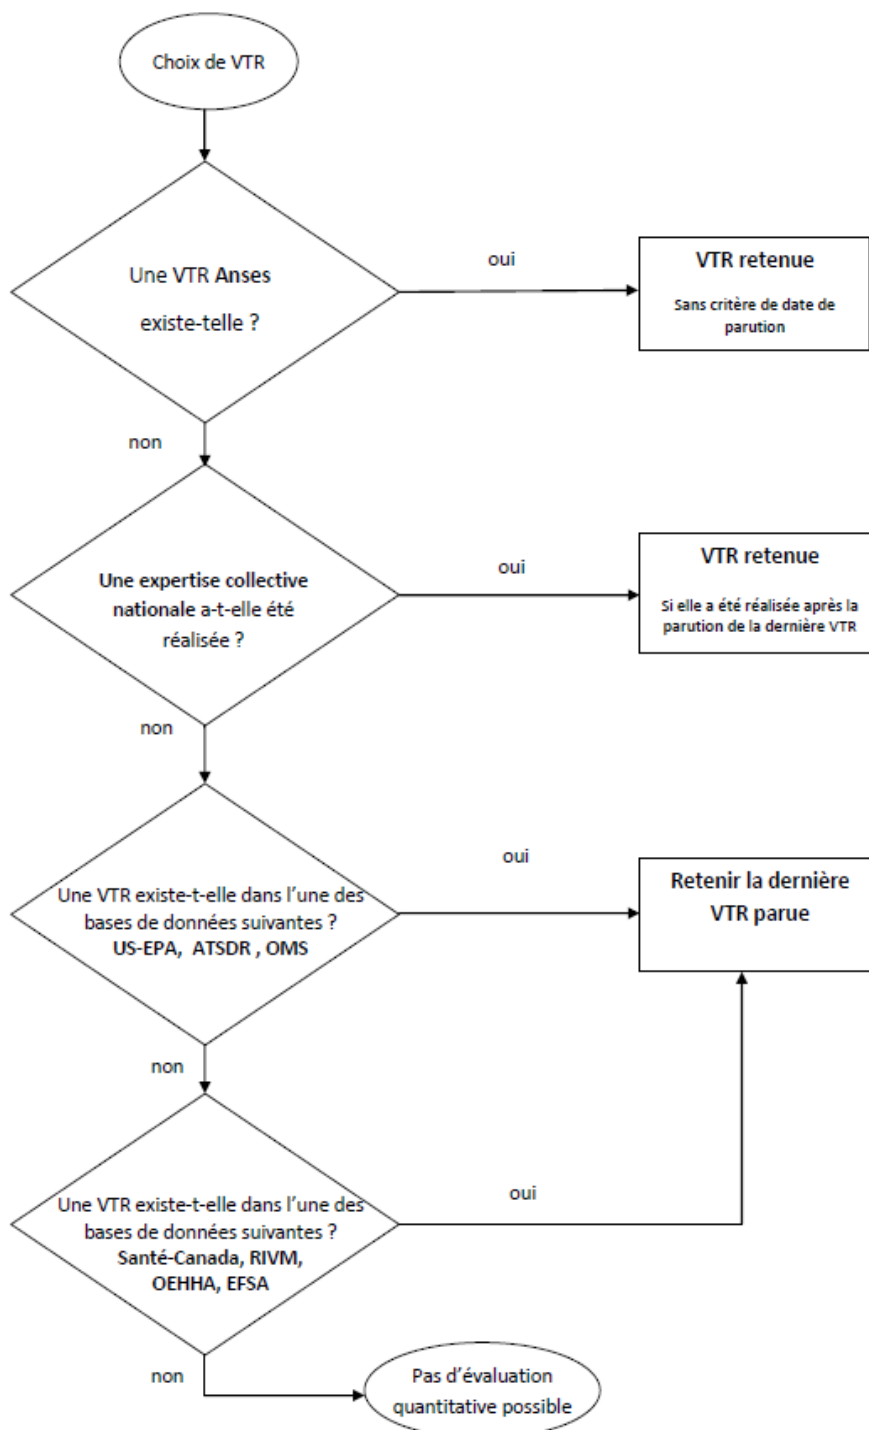 Choix de VTR
Une VTR Anses
existe-telle ?
oui
VTR retenue
Sans critère de date de
parution
non
Une expertise collective
nationale a-t-elle été
réalisée ?
oui
VTR retenue
Si elle a été réalisée après la
parution de la dernière VTR
non
Une VTR existe-t-elle dans l’une des
bases de données suivantes ?
US-EPA, ATSDR , OMS
oui
Retenir la dernière
VTR parue
non
Une VTR existe-t-elle dans l’une des
bases de données suivantes ?
Santé-Canada, RIVM,
OEHHA, EFSA
oui
non
Pas d’évaluation
quantitative possible